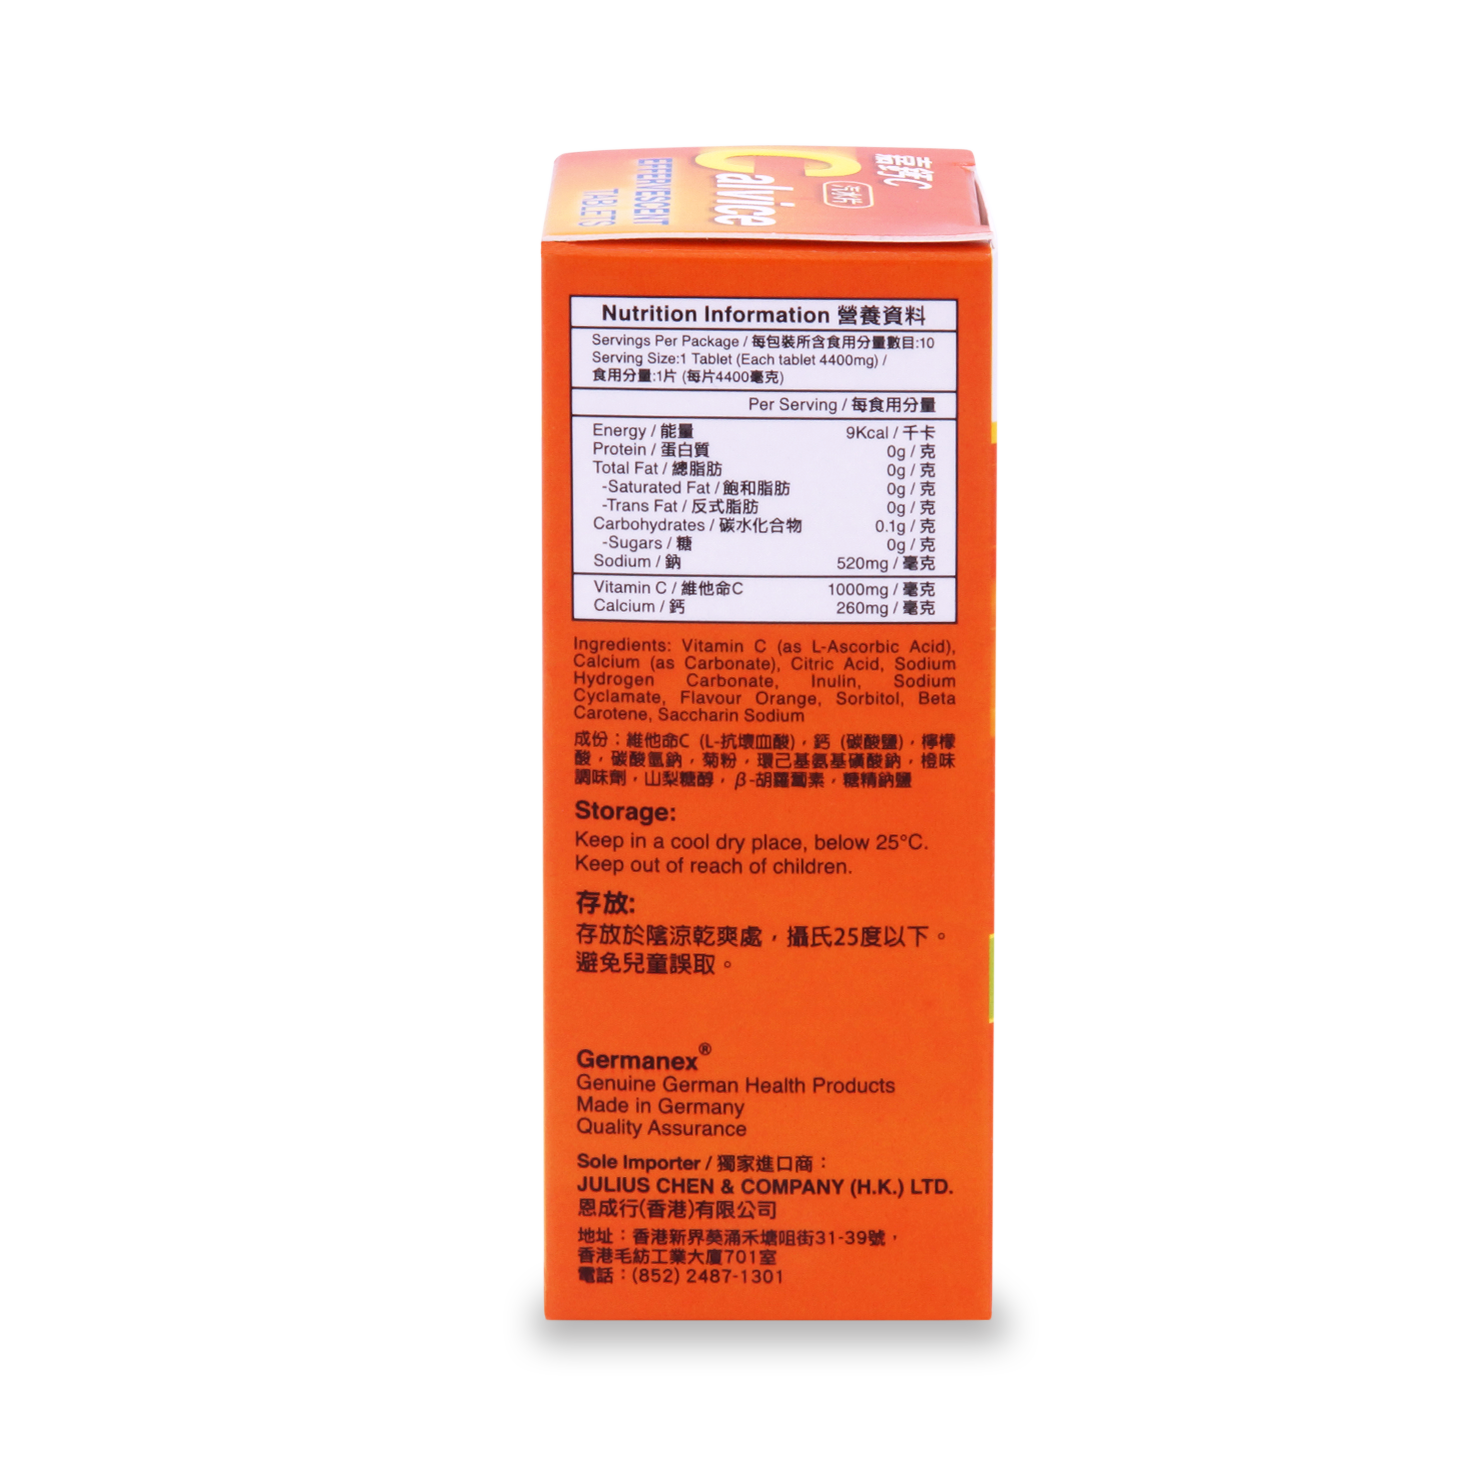 Calvice
EFFERVESCENT
TABLETS
Nutrition Information 營養資料
Servings Per Package / 每包裝所含食用分量數目:10
Serving Size:1 Tablet (Each tablet 4400mg) /
食用分量:1片 (每片4400毫克)
Per Serving / 每食用分量
Energy / 能量 9Kcal / 千卡
Protein / 蛋白質 0g / 克
Total Fat / 總脂肪 0g / 克
-Saturated Fat / 飽和脂肪 0g / 克
-Trans Fat / 反式脂肪 0g / 克
Carbohydrates / 碳水化合物 0.1g / 克
-Sugars / 糖 0g / 克
Sodium / 鈉 520mg / 毫克
Vitamin C / 維他命C 1000mg / 毫克
Calcium / 鈣 260mg / 毫克
Ingredients: Vitamin C (as L-Ascorbic Acid),
Calcium (as Carbonate), Citric Acid, Sodium
Hydrogen Carbonate, Inulin, Sodium
Cyclamate, Flavour Orange, Sorbitol, Beta
Carotene, Saccharin Sodium
成份：維他命C (L-抗壞血酸)，鈣 (碳酸鹽)，檸檬
酸，碳酸氫鈉，菊粉，環己基氨基磺酸鈉，橙味
調味劑，山梨糖醇，β-胡蘿蔔素，糖精鈉鹽
Storage:
Keep in a cool dry place, below 25°C.
Keep out of reach of children.
存放:
存放於陰涼乾爽處，攝氏25度以下。
避免兒童誤取。
Germanex®
Genuine German Health Products
Made in Germany
Quality Assurance
Sole Importer / 獨家進口商：
JULIUS CHEN & COMPANY (H.K.) LTD.
恩成行(香港)有限公司
地址：香港新界葵涌禾塘咀街31-39號，
香港毛紡工業大廈701室
電話：(852) 2487-1301